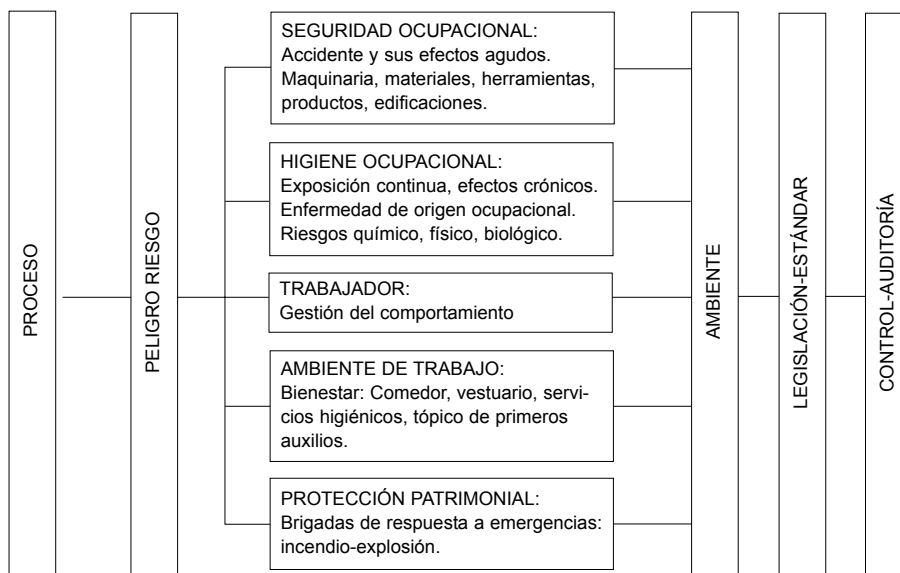 PROCESO
PELIGRO RIESGO
SEGURIDAD OCUPACIONAL:
Accidente y sus efectos agudos.
Maquinaria, materiales, herramientas,
productos, edificaciones.
HIGIENE OCUPACIONAL:
Exposición continua, efectos crónicos.
Enfermedad de origen ocupacional.
Riesgos químico, físico, biológico.
TRABAJADOR:
Gestión del comportamiento
AMBIENTE DE TRABAJO:
Bienestar: Comedor, vestuario, servi-
cios higiénicos, tópico de primeros
auxilios.
PROTECCIÓN PATRIMONIAL:
Brigadas de respuesta a emergencias:
incendio-explosión.
AMBIENTE
LEGISLACIÓN-ESTÁNDAR
CONTROL-AUDITORÍA